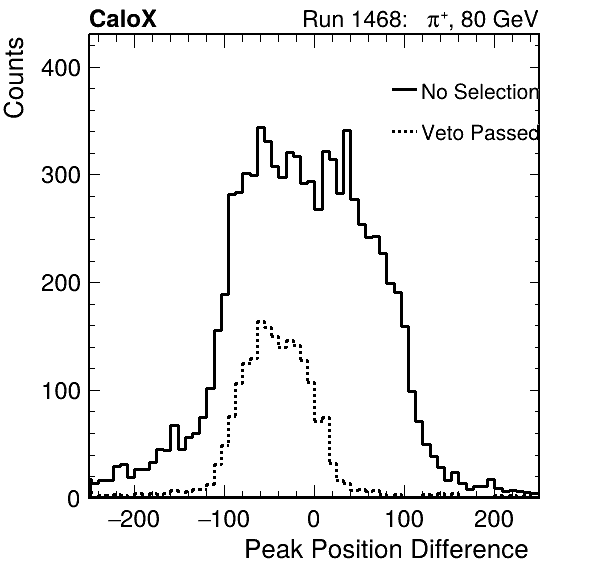 CaloX Run 1468: π⁺, 80 GeV
Counts
400
No Selection
Veto Passed
300
200
100
0
−200 −100 0 100 200
Peak Position Difference